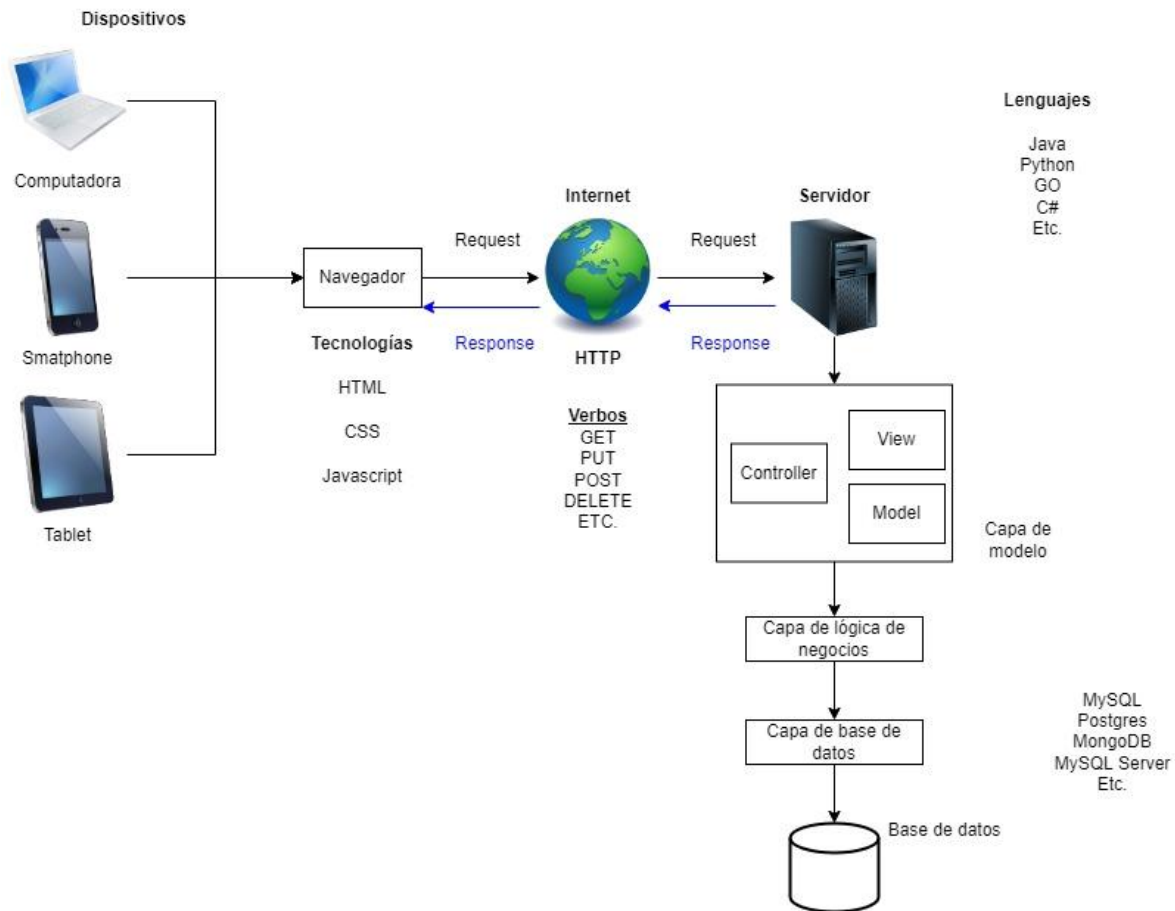 Dispositivos
Computadora
Smatphone
Tablet
Navegador
Tecnologías
HTML
CSS
Javascript
Request
Response
Internet
HTTP
Verbos
GET
PUT
POST
DELETE
ETC.
Request
Response
Servidor
Lenguajes
Java
Python
GO
C#
Etc.
Controller
View
Model
Capa de
modelo
Capa de lógica de
negocios
Capa de base de
datos
MySQL
Postgres
MongoDB
MySQL Server
Etc.
Base de datos